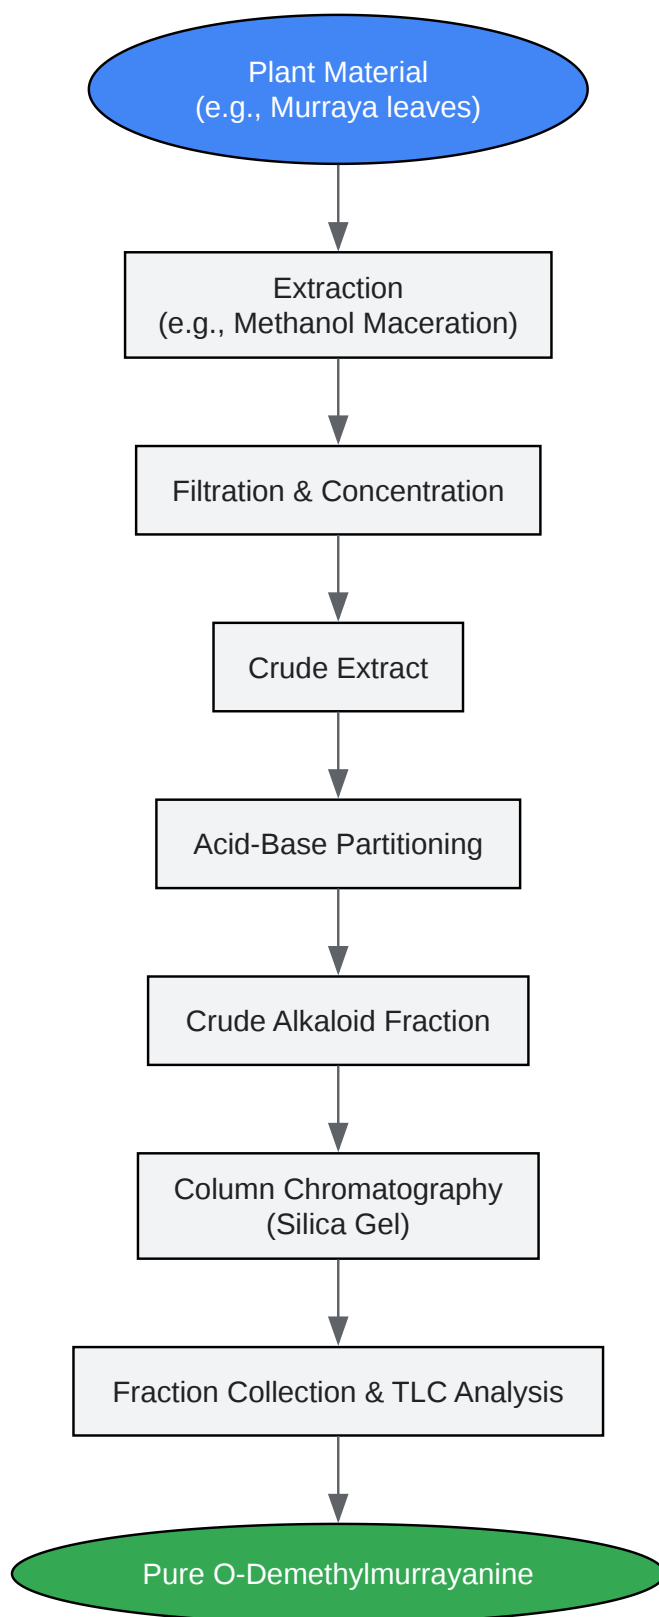 Plant Material
(e.g., Murraya leaves)
Extraction
(e.g., Methanol Maceration)
Filtration & Concentration
Crude Extract
Acid-Base Partitioning
Crude Alkaloid Fraction
Column Chromatography
(Silica Gel)
Fraction Collection & TLC Analysis
Pure O-Demethylmurrayanine